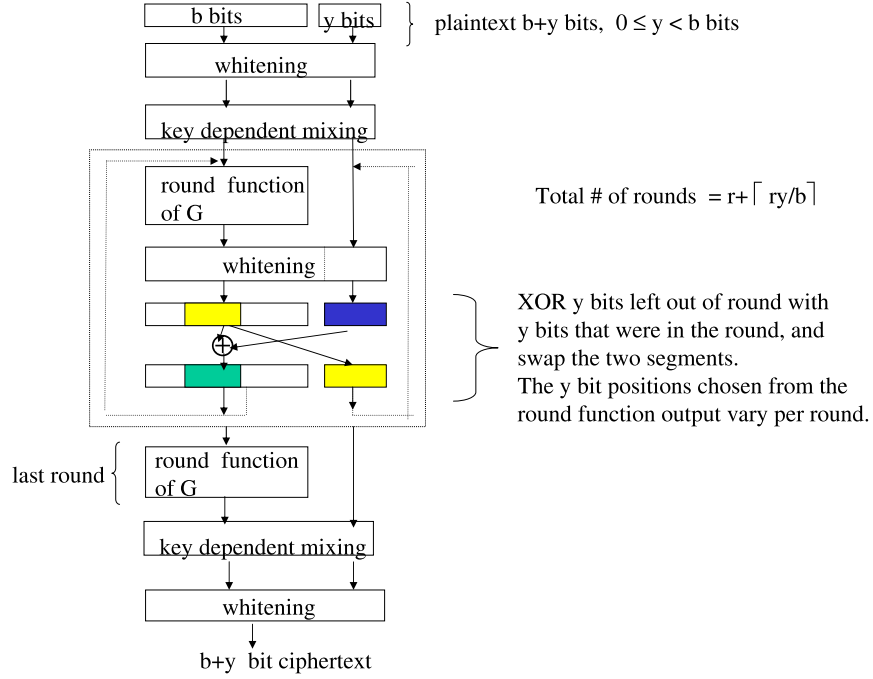 b bits
y bits
plaintext b+y bits, 0 ≤ y < b bits
whitening
key dependent mixing
round function
of G
Total # of rounds = r+⌈ ry/b⌉
whitening
XOR y bits left out of round with
y bits that were in the round, and
swap the two segments.
The y bit positions chosen from the
round function output vary per round.
last round
round function
of G
key dependent mixing
whitening
b+y bit ciphertext